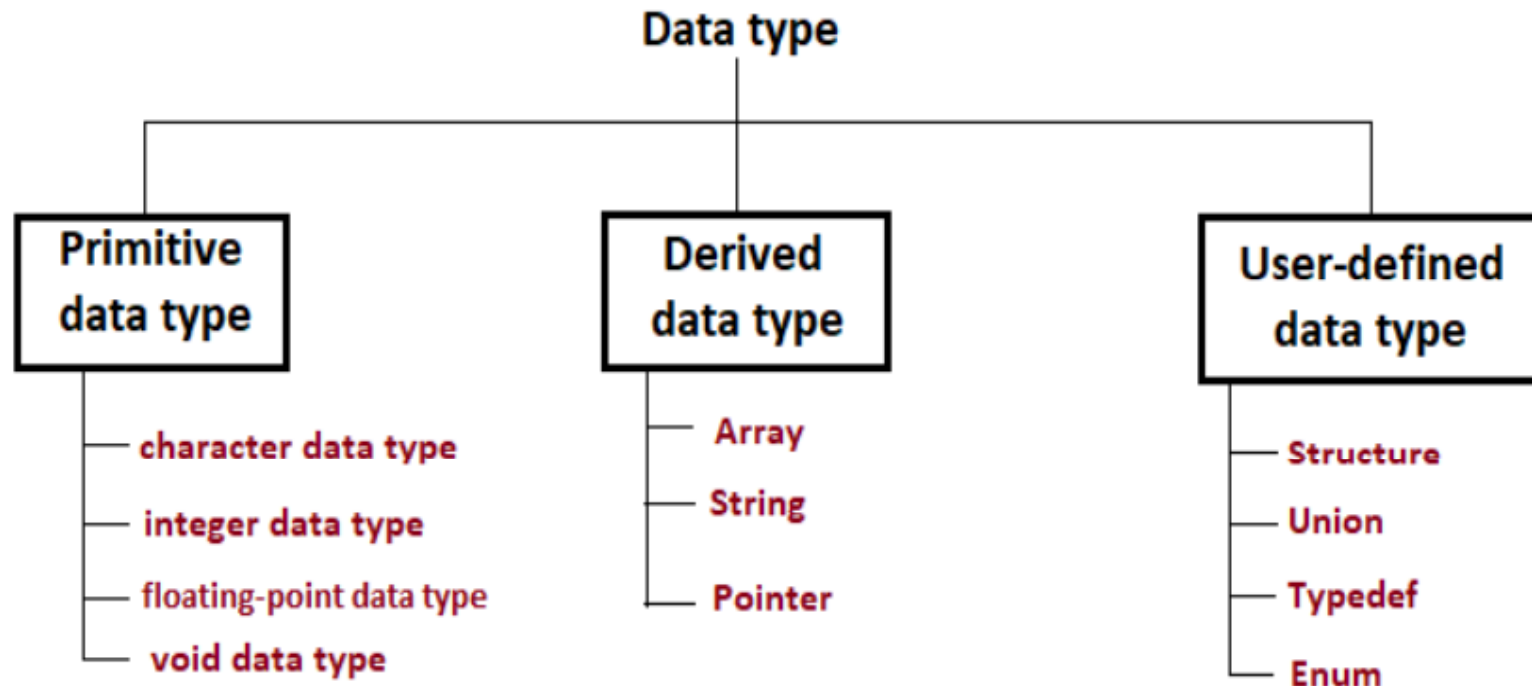 Data type
Primitive
data type
character data type
integer data type
floating-point data type
void data type
Derived
data type
Array
String
Pointer
User-defined
data type
Structure
Union
Typedef
Enum